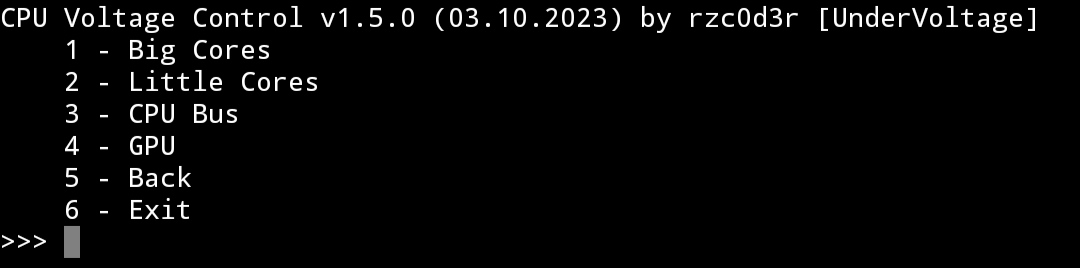 CPU Voltage Control v1.5.0 (03.10.2023) by rzc0d3r [UnderVoltage]
1 - Big Cores
2 - Little Cores
3 - CPU Bus
4 - GPU
5 - Back
6 - Exit
>>>